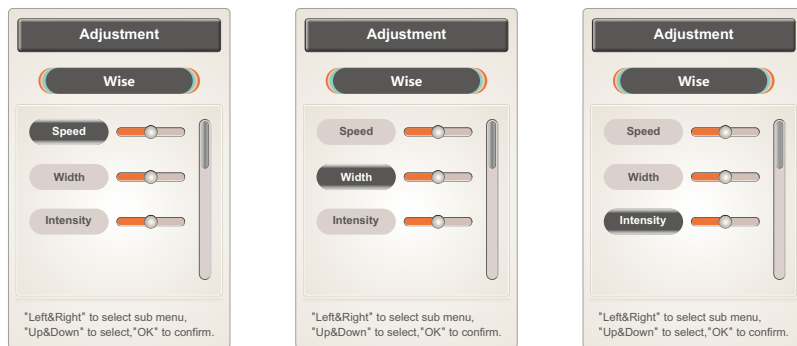 Adjustment
Wise
Speed
Width
Intensity
"Left&Right" to select sub menu,
"Up&Down" to select,"OK" to confirm.
Adjustment
Wise
Speed
Width
Intensity
"Left&Right" to select sub menu,
"Up&Down" to select,"OK" to confirm.
Adjustment
Wise
Speed
Width
Intensity
"Left&Right" to select sub menu,
"Up&Down" to select,"OK" to confirm.